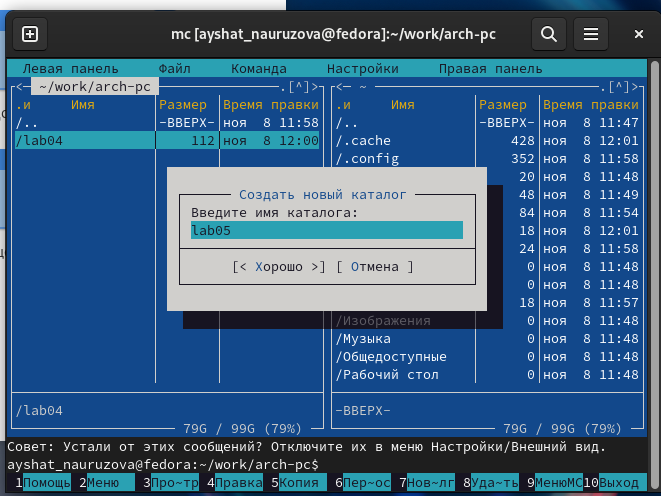 mc [ayshat_nauruzova@fedora]:~/work/arch-pc
Левая панель Файл Команда Настройки Правая панель
<─ ~/work/arch-pc .[^]> <─ ~ .[^]>
.и Имя Размер Время правки .и Имя Размер Время правки
/.. -ВВЕРХ- ноя 8 11:58 /.. -ВВЕРХ- ноя 8 11:47
/lab04 112 ноя 8 12:00 /.cache 428 ноя 8 12:01
/.config 352 ноя 8 11:58
20 ноя 8 11:48
Создать новый каталог 48 ноя 8 11:49
Введите имя каталога: 84 ноя 8 11:54
lab05 18 ноя 8 12:01
24 ноя 8 11:58
[< Хорошо >] [ Отмена ] 0 ноя 8 11:48
0 ноя 8 11:48
18 ноя 8 11:57
/Изображения 0 ноя 8 11:48
/Музыка 0 ноя 8 11:48
/Общедоступные 0 ноя 8 11:48
/Рабочий стол 0 ноя 8 11:48
/lab04 -ВВЕРХ-
79G / 99G (79%) 79G / 99G (79%)
Совет: Устали от этих сообщений? Отключите их в меню Настройки/Внешний вид.
ayshat_nauruzova@fedora:~/work/arch-pc$
1Помощь 2Меню 3Про~тр 4Правка 5Копия 6Пер~ос 7Нов~лг 8Уда~ть 9МенюМС 10Выход